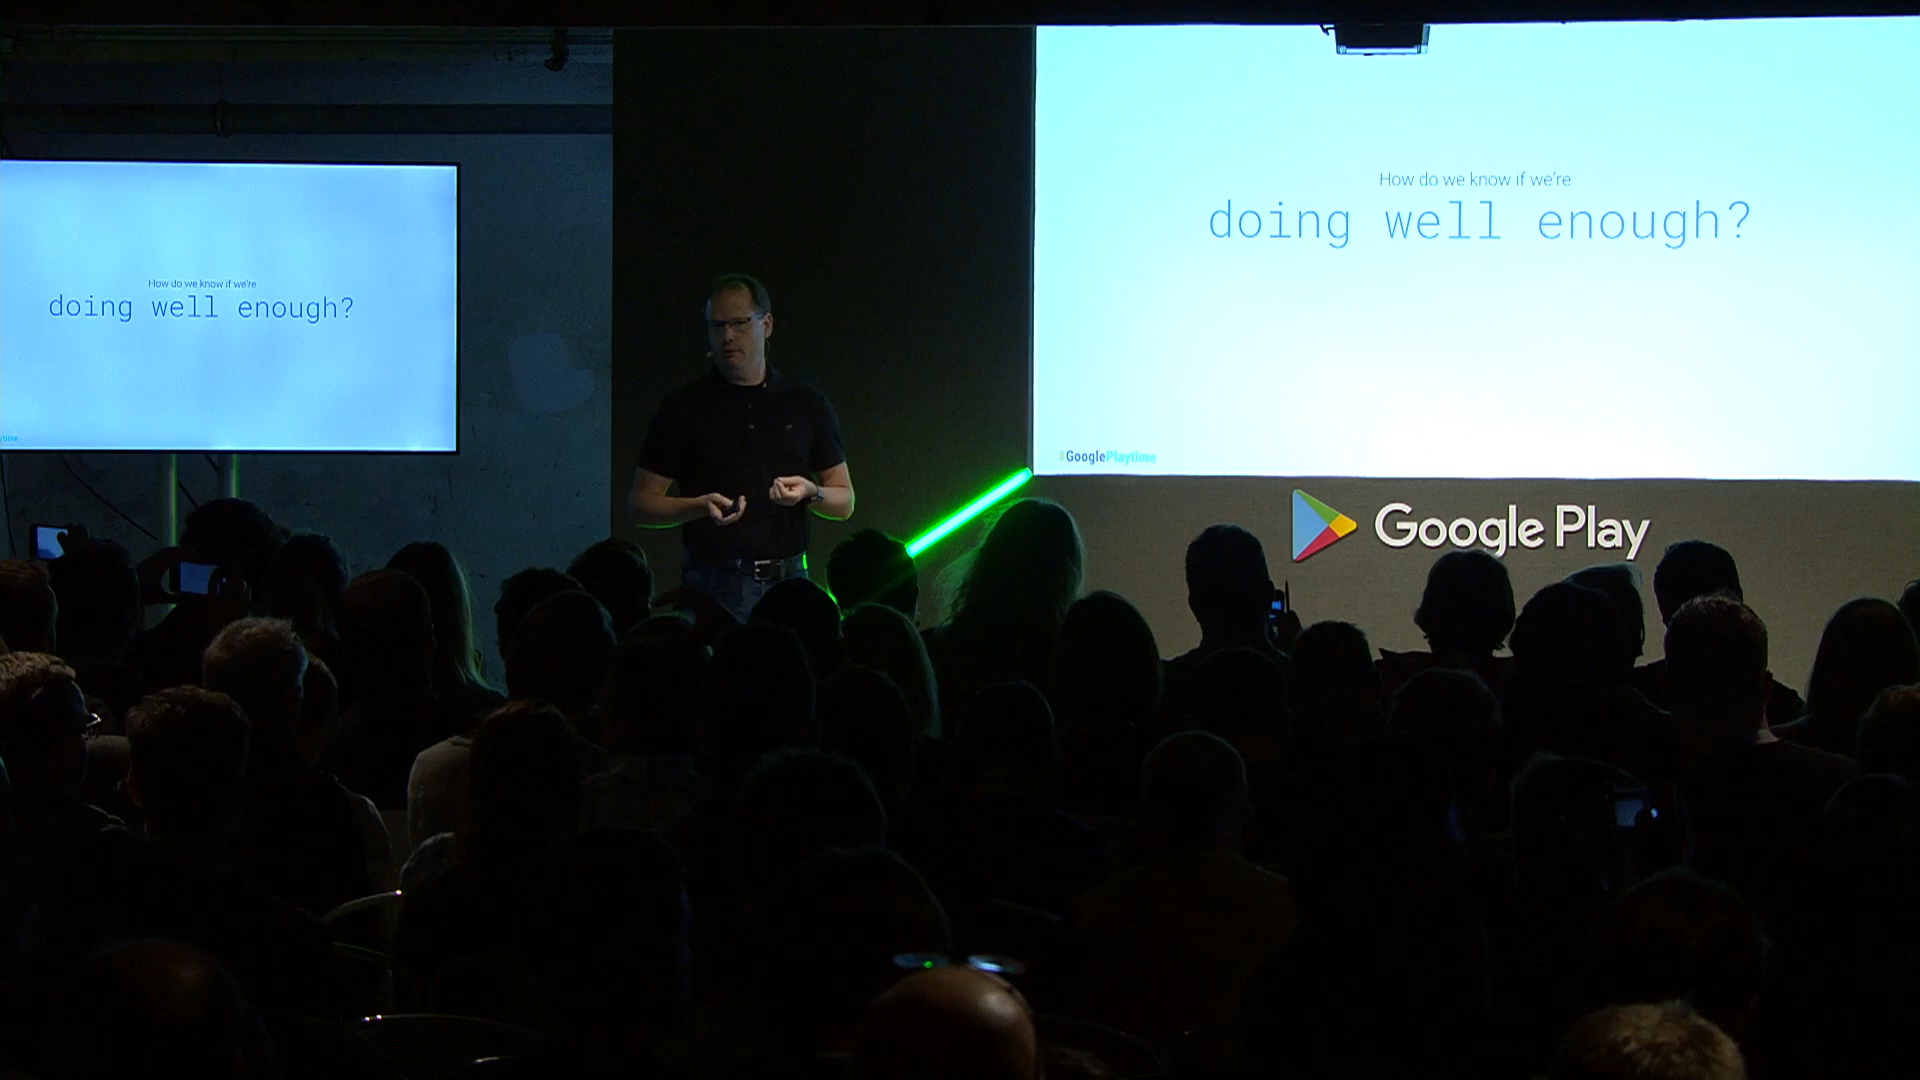 How do we know if we're
doing well enough?
How do we know if we're
doing well enough?
#GooglePlaytime
Google Play